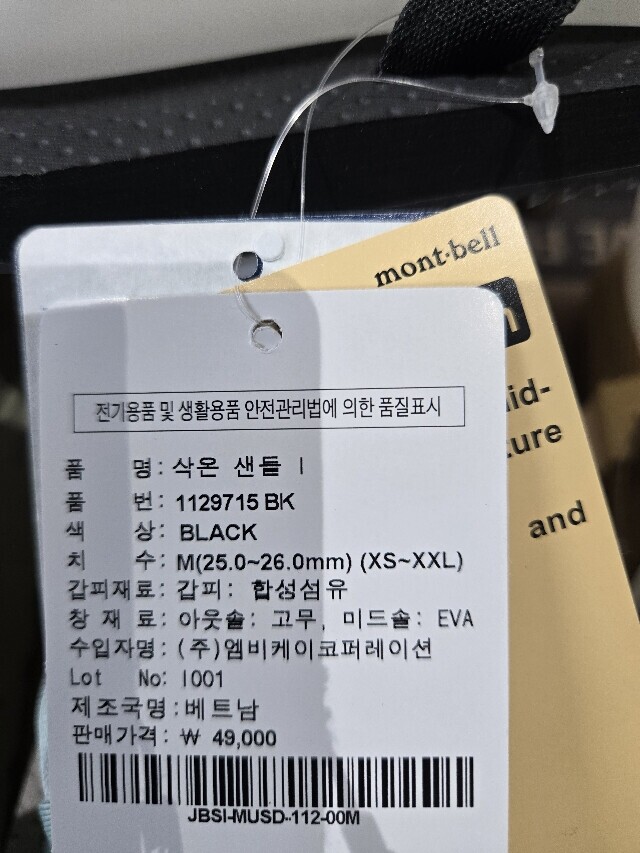 mont·bell
id-
ture
and
전기용품 및 생활용품 안전관리법에 의한 품질표시
품 명: 삭온 샌들 I
품 번: 1129715 BK
색 상: BLACK
치 수: M(25.0~26.0mm) (XS~XXL)
갑피재료: 갑피: 합성섬유
창 재 료: 아웃솔: 고무, 미드솔: EVA
수입자명: (주)엠비케이코퍼레이션
Lot No: I001
제조국명: 베트남
판매가격: ₩ 49,000
JBSI-MUSD-112-00M